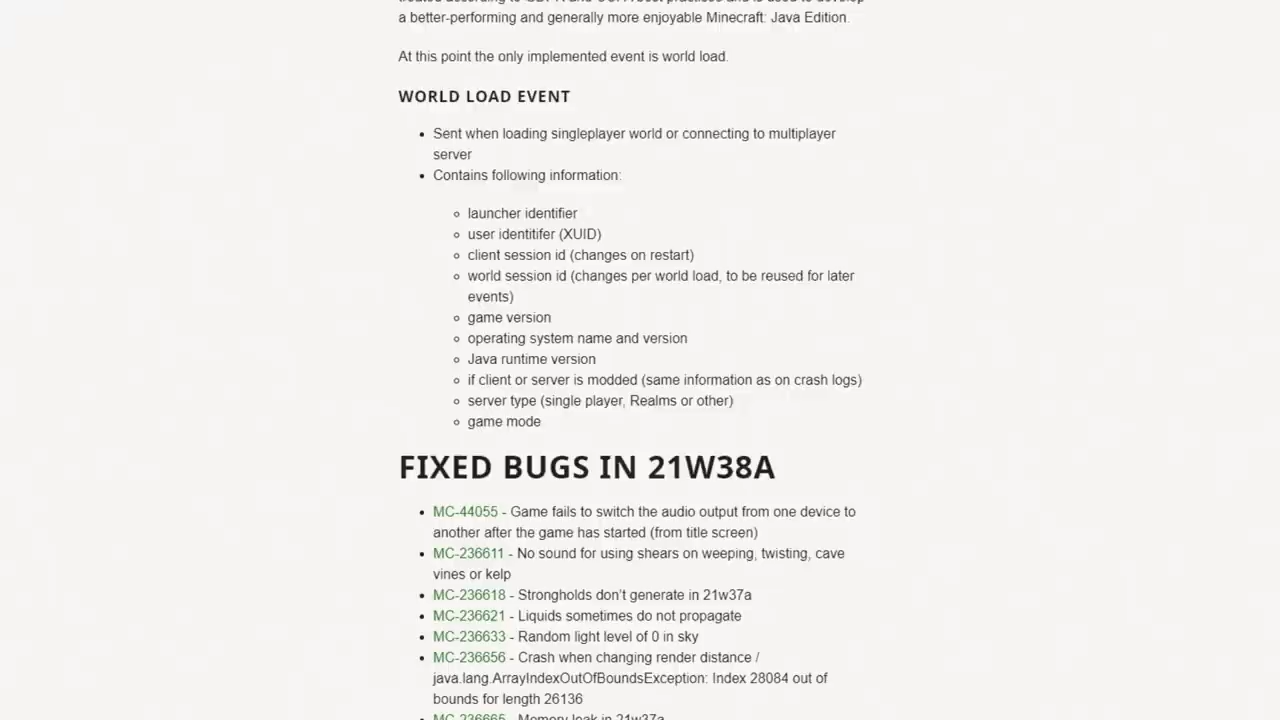 a better-performing and generally more enjoyable Minecraft: Java Edition.
At this point the only implemented event is world load.
WORLD LOAD EVENT
• Sent when loading singleplayer world or connecting to multiplayer
server
• Contains following information:
◦ launcher identifier
◦ user identitifer (XUID)
◦ client session id (changes on restart)
◦ world session id (changes per world load, to be reused for later
events)
◦ game version
◦ operating system name and version
◦ Java runtime version
◦ if client or server is modded (same information as on crash logs)
◦ server type (single player, Realms or other)
◦ game mode
FIXED BUGS IN 21W38A
• MC-44055 - Game fails to switch the audio output from one device to
another after the game has started (from title screen)
• MC-236611 - No sound for using shears on weeping, twisting, cave
vines or kelp
• MC-236618 - Strongholds don't generate in 21w37a
• MC-236621 - Liquids sometimes do not propagate
• MC-236633 - Random light level of 0 in sky
• MC-236656 - Crash when changing render distance /
java.lang.ArrayIndexOutOfBoundsException: Index 28084 out of
bounds for length 26136
• MC-236665 - Memory leak in 21w37a